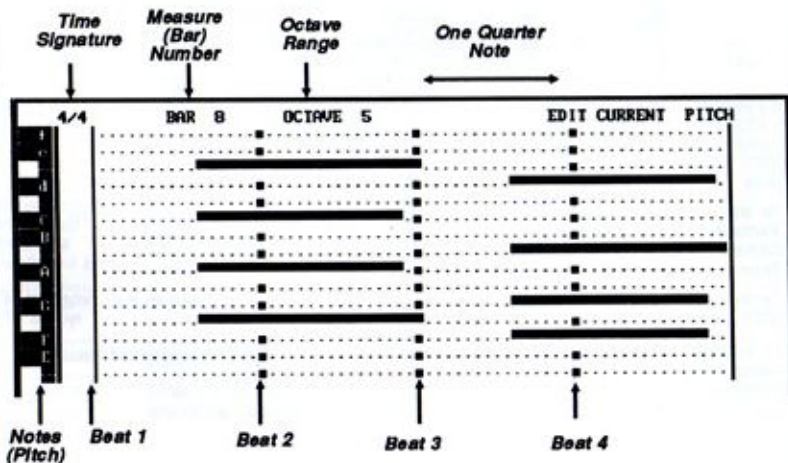 Time Signature
Measure (Bar) Number
Octave Range
One Quarter Note
4/4 BAR 8 OCTAVE 5 EDIT CURRENT PITCH
f
e
d
c
B
A
G
F
E
Notes (Pitch)
Beat 1
Beat 2
Beat 3
Beat 4